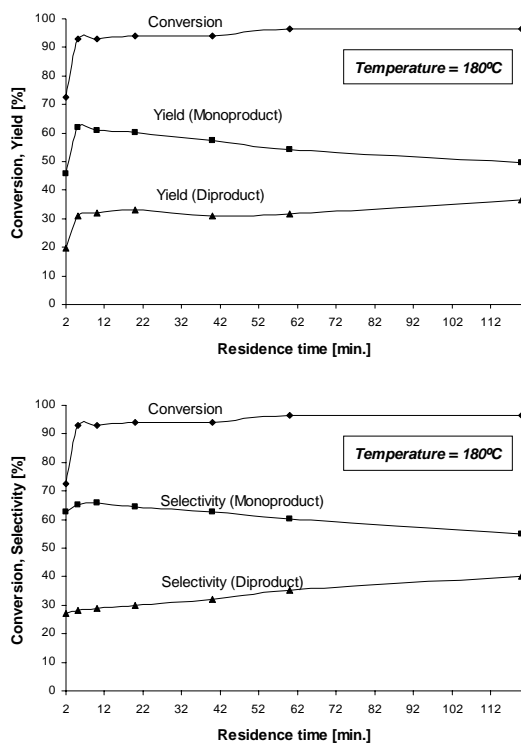 100
90
80
70
60
50
40
30
20
10
0
Conversion, Yield [%]
Conversion
Temperature = 180ºC
Yield (Monoproduct)
Yield (Diproduct)
2 12 22 32 42 52 62 72 82 92 102 112
Residence time [min.]
100
90
80
70
60
50
40
30
20
10
0
Conversion, Selectivity [%]
Conversion
Temperature = 180ºC
Selectivity (Monoproduct)
Selectivity (Diproduct)
2 12 22 32 42 52 62 72 82 92 102 112
Residence time [min.]